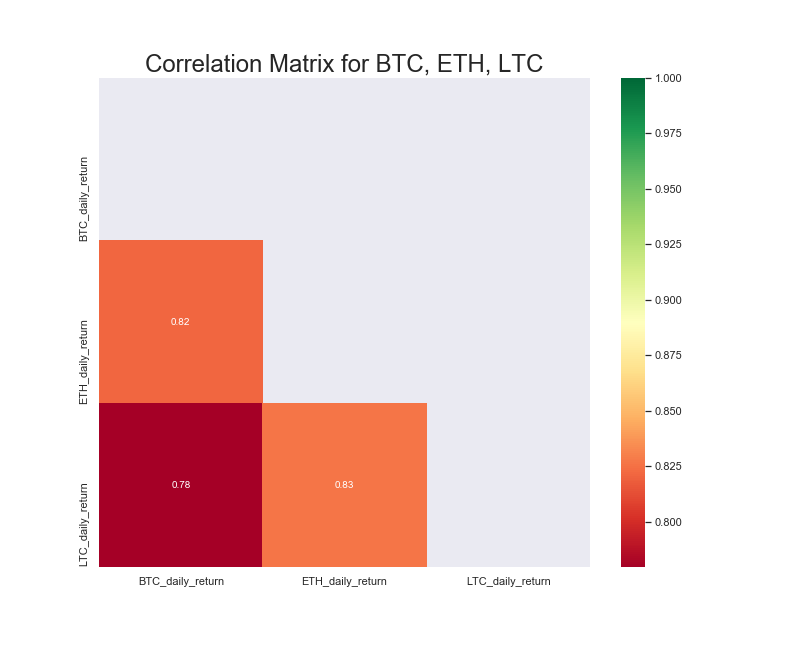 Correlation Matrix for BTC, ETH, LTC
BTC_daily_return
ETH_daily_return
LTC_daily_return
0.82
0.78
0.83
BTC_daily_return
ETH_daily_return
LTC_daily_return
1.000
0.975
0.950
0.925
0.900
0.875
0.850
0.825
0.800